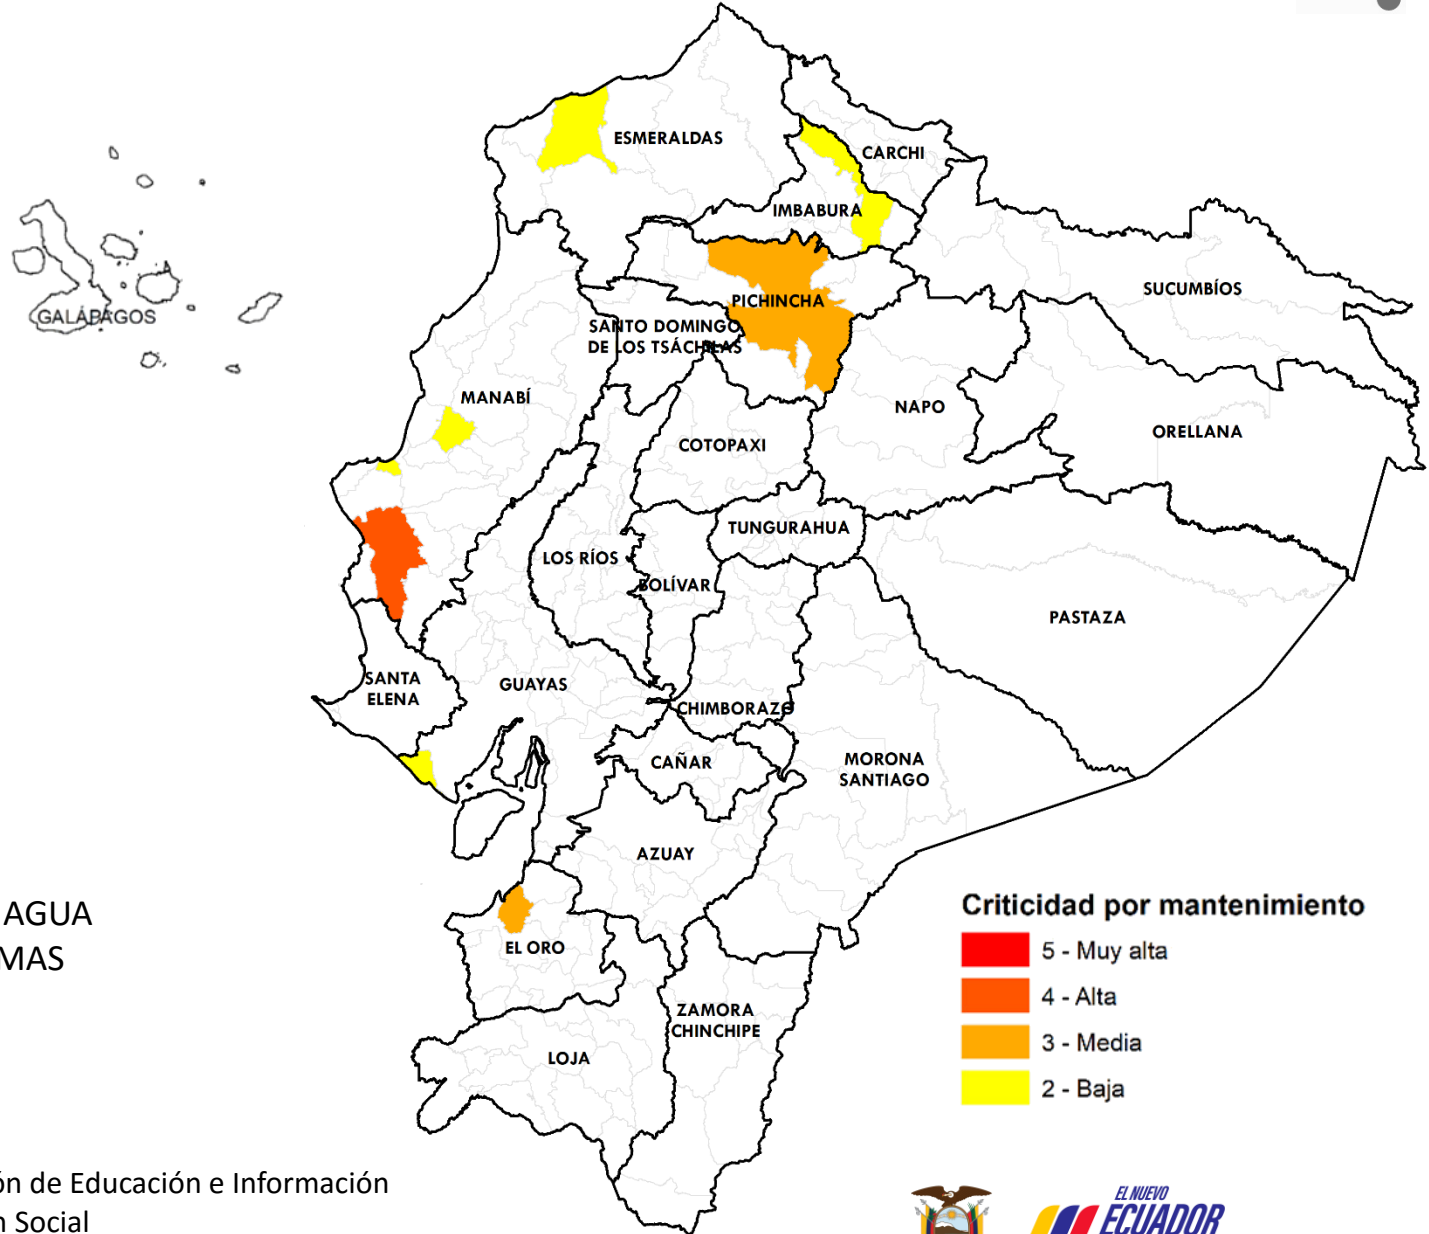 ESMERALDAS
CARCHI
IMBABURA
SUCUMBÍOS
PICHINCHA
GALÁPAGOS
SANTO DOMINGO
DE LOS TSÁCHILAS
MANABÍ
NAPO
ORELLANA
COTOPAXI
TUNGURAHUA
LOS RÍOS
BOLÍVAR
PASTAZA
SANTA
ELENA
GUAYAS
CHIMBORAZO
CAÑAR
MORONA
SANTIAGO
AZUAY
AGUA
MAS
EL ORO
ZAMORA
CHINCHIPE
LOJA
Criticidad por mantenimiento
5 - Muy alta
4 - Alta
3 - Media
2 - Baja
ón de Educación e Información
n Social
EL NUEVO
ECUADOR